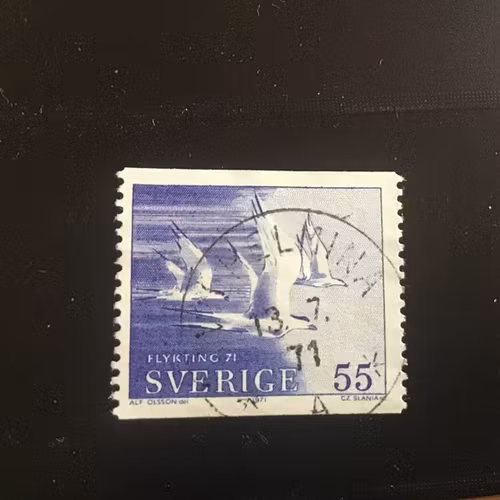 13. 7.
71
FLYKTING 71
SVERIGE 55
ALF OLSSON del. 1971 CZ. SLANIA sc.
A